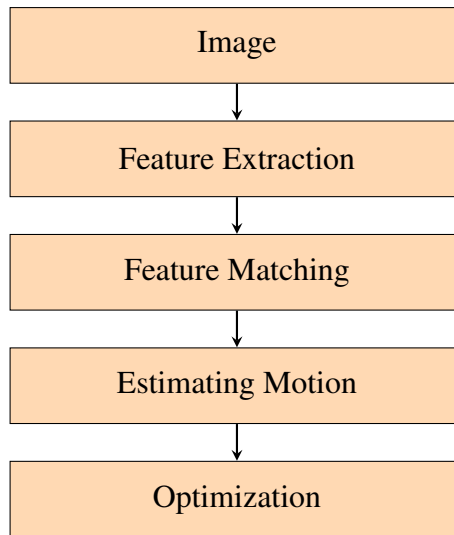 Image
Feature Extraction
Feature Matching
Estimating Motion
Optimization